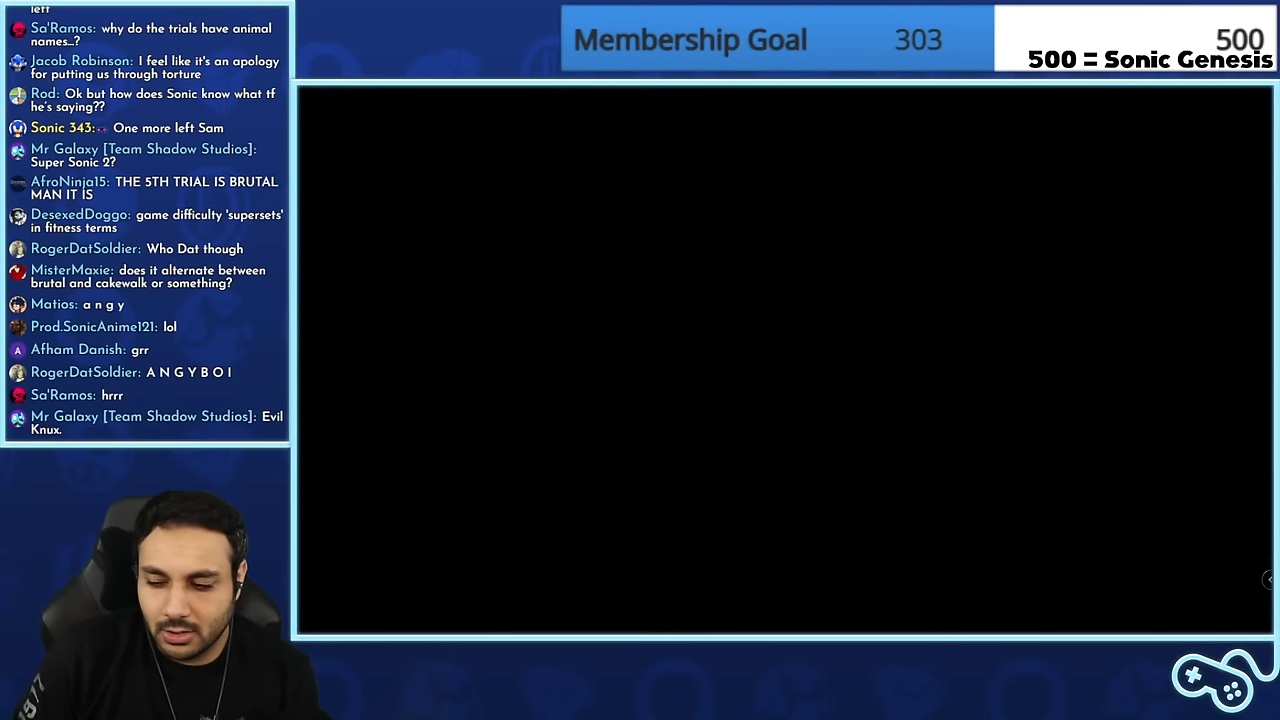 left
Sa'Ramos: why do the trials have animal
names...?
Jacob Robinson: I feel like it's an apology
for putting us through torture
Rod: Ok but how does Sonic know what tf
he's saying??
Sonic 343: One more left Sam
Mr Galaxy [Team Shadow Studios]:
Super Sonic 2?
AfroNinja15: THE 5TH TRIAL IS BRUTAL
MAN IT IS
DesexedDoggo: game difficulty 'supersets'
in fitness terms
RogerDatSoldier: Who Dat though
MisterMaxie: does it alternate between
brutal and cakewalk or something?
Matios: a n g y
Prod.SonicAnime121: lol
A Afham Danish: grr
RogerDatSoldier: A N G Y B O I
Sa'Ramos: hrrr
Mr Galaxy [Team Shadow Studios]: Evil
Knux.
Membership Goal 303 500
500 = Sonic Genesis